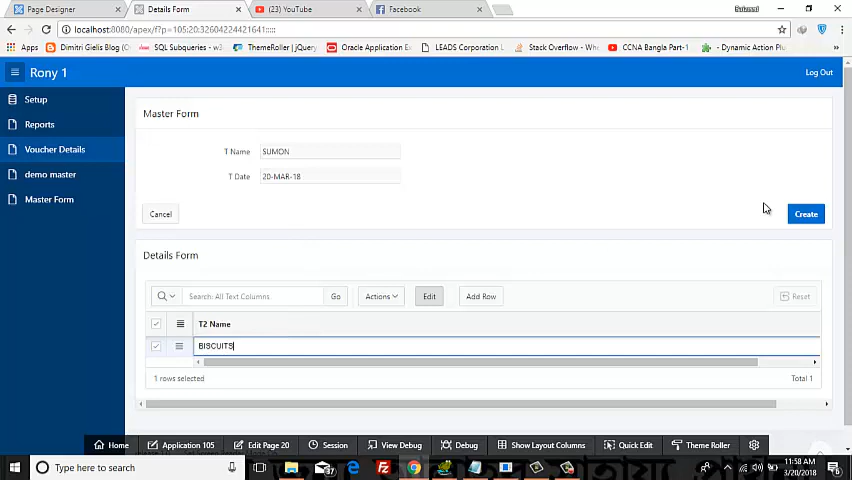 Page Designer
Details Form
(23) YouTube
Facebook
localhost:8080/apex/f?p=105:20:32604224421641:::::
Apps
Dimitri Gielis Blog (O
SQL Subqueries - w3
ThemeRoller | jQuery
Oracle Application E
LEADS Corporation L
Stack Overflow - Whe
CCNA Bangla Part-1
- Dynamic Action Plu
Rony 1
Log Out
Setup
Reports
Voucher Details
demo master
Master Form
Master Form
T Name
SUMON
T Date
20-MAR-18
Cancel
Create
Details Form
Search: All Text Columns
Go
Actions
Edit
Add Row
Reset
T2 Name
BISCUITS
1 rows selected
Total 1
Home
Application 105
Edit Page 20
Session
View Debug
Debug
Show Layout Columns
Quick Edit
Theme Roller
Type here to search
37
11:58 AM
3/20/2018